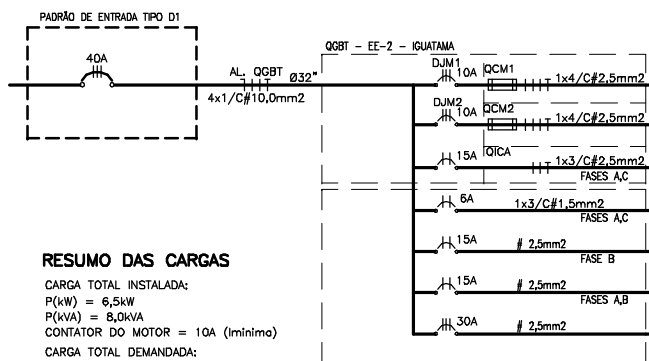 PADRÃO DE ENTRADA TIPO D1
40A
AL. QGBT
Ø32"
4x1/C#10,0mm2
QGBT - EE-2 - IGUATAMA
DJM1
10A
QCM1
1x4/C#2,5mm2
DJM2
10A
QCM2
1x4/C#2,5mm2
15A
QICA
1x3/C#2,5mm2
FASES A,C
6A
1x3/C#1,5mm2
FASES A,C
15A
# 2,5mm2
FASE B
15A
# 2,5mm2
FASES A,B
30A
# 2,5mm2
RESUMO DAS CARGAS
CARGA TOTAL INSTALADA:
P(kW) = 6,5kW
P(kVA) = 8,0kVA
CONTATOR DO MOTOR = 10A (Iminima)
CARGA TOTAL DEMANDADA: